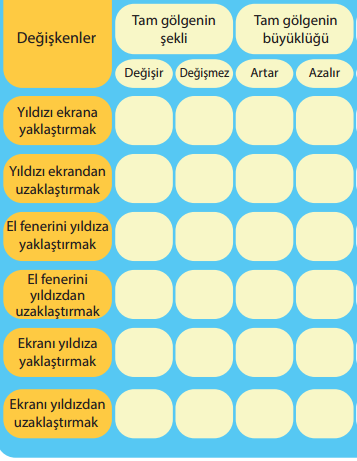 Değişkenler
Tam gölgenin
şekli
Tam gölgenin
büyüklüğü
Değişir
Değişmez
Artar
Azalır
Yıldızı ekrana
yaklaştırmak
Yıldızı ekrandan
uzaklaştırmak
El fenerini yıldıza
yaklaştırmak
El fenerini
yıldızdan
uzaklaştırmak
Ekranı yıldıza
yaklaştırmak
Ekranı yıldızdan
uzaklaştırmak